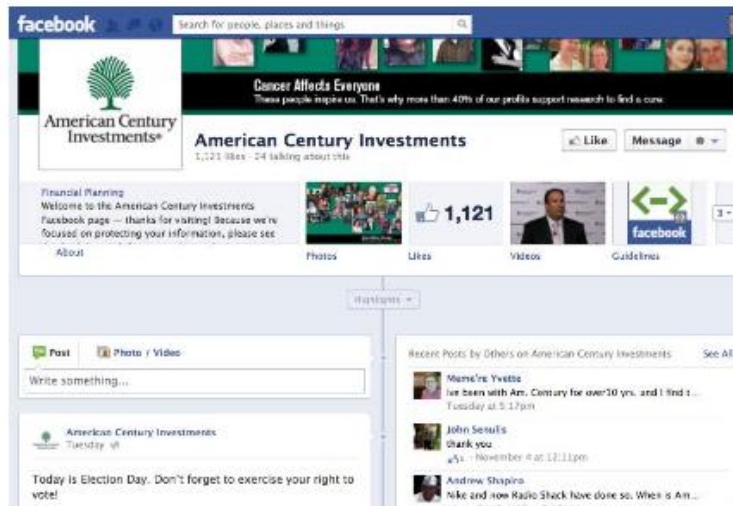 facebook
Search for people, places and things
Cancer Affects Everyone
These people inspire us. That's why more than 40% of our profits support research to find a cure.
American Century
Investments®
American Century Investments
1,121 likes · 24 talking about this
Like
Message
Financial Planning
Welcome to the American Century Investments
Facebook page — thanks for visiting! Because we're
focused on protecting your information, please see
About
1,121
facebook
3
Photos
Likes
Videos
Guidelines
Highlights
Post
Photo / Video
Write something...
American Century Investments
Tuesday
Today is Election Day. Don't forget to exercise your right to
vote!
Recent Posts by Others on American Century Investments
See All
Meme're Yvette
Ive been with Am. Century for over10 yrs. and I find t...
Tuesday at 5:17pm
John Senulis
thank you
1 · November 4 at 12:11pm
Andrew Shapiro
Nike and now Radio Shack have done so. When is Am...